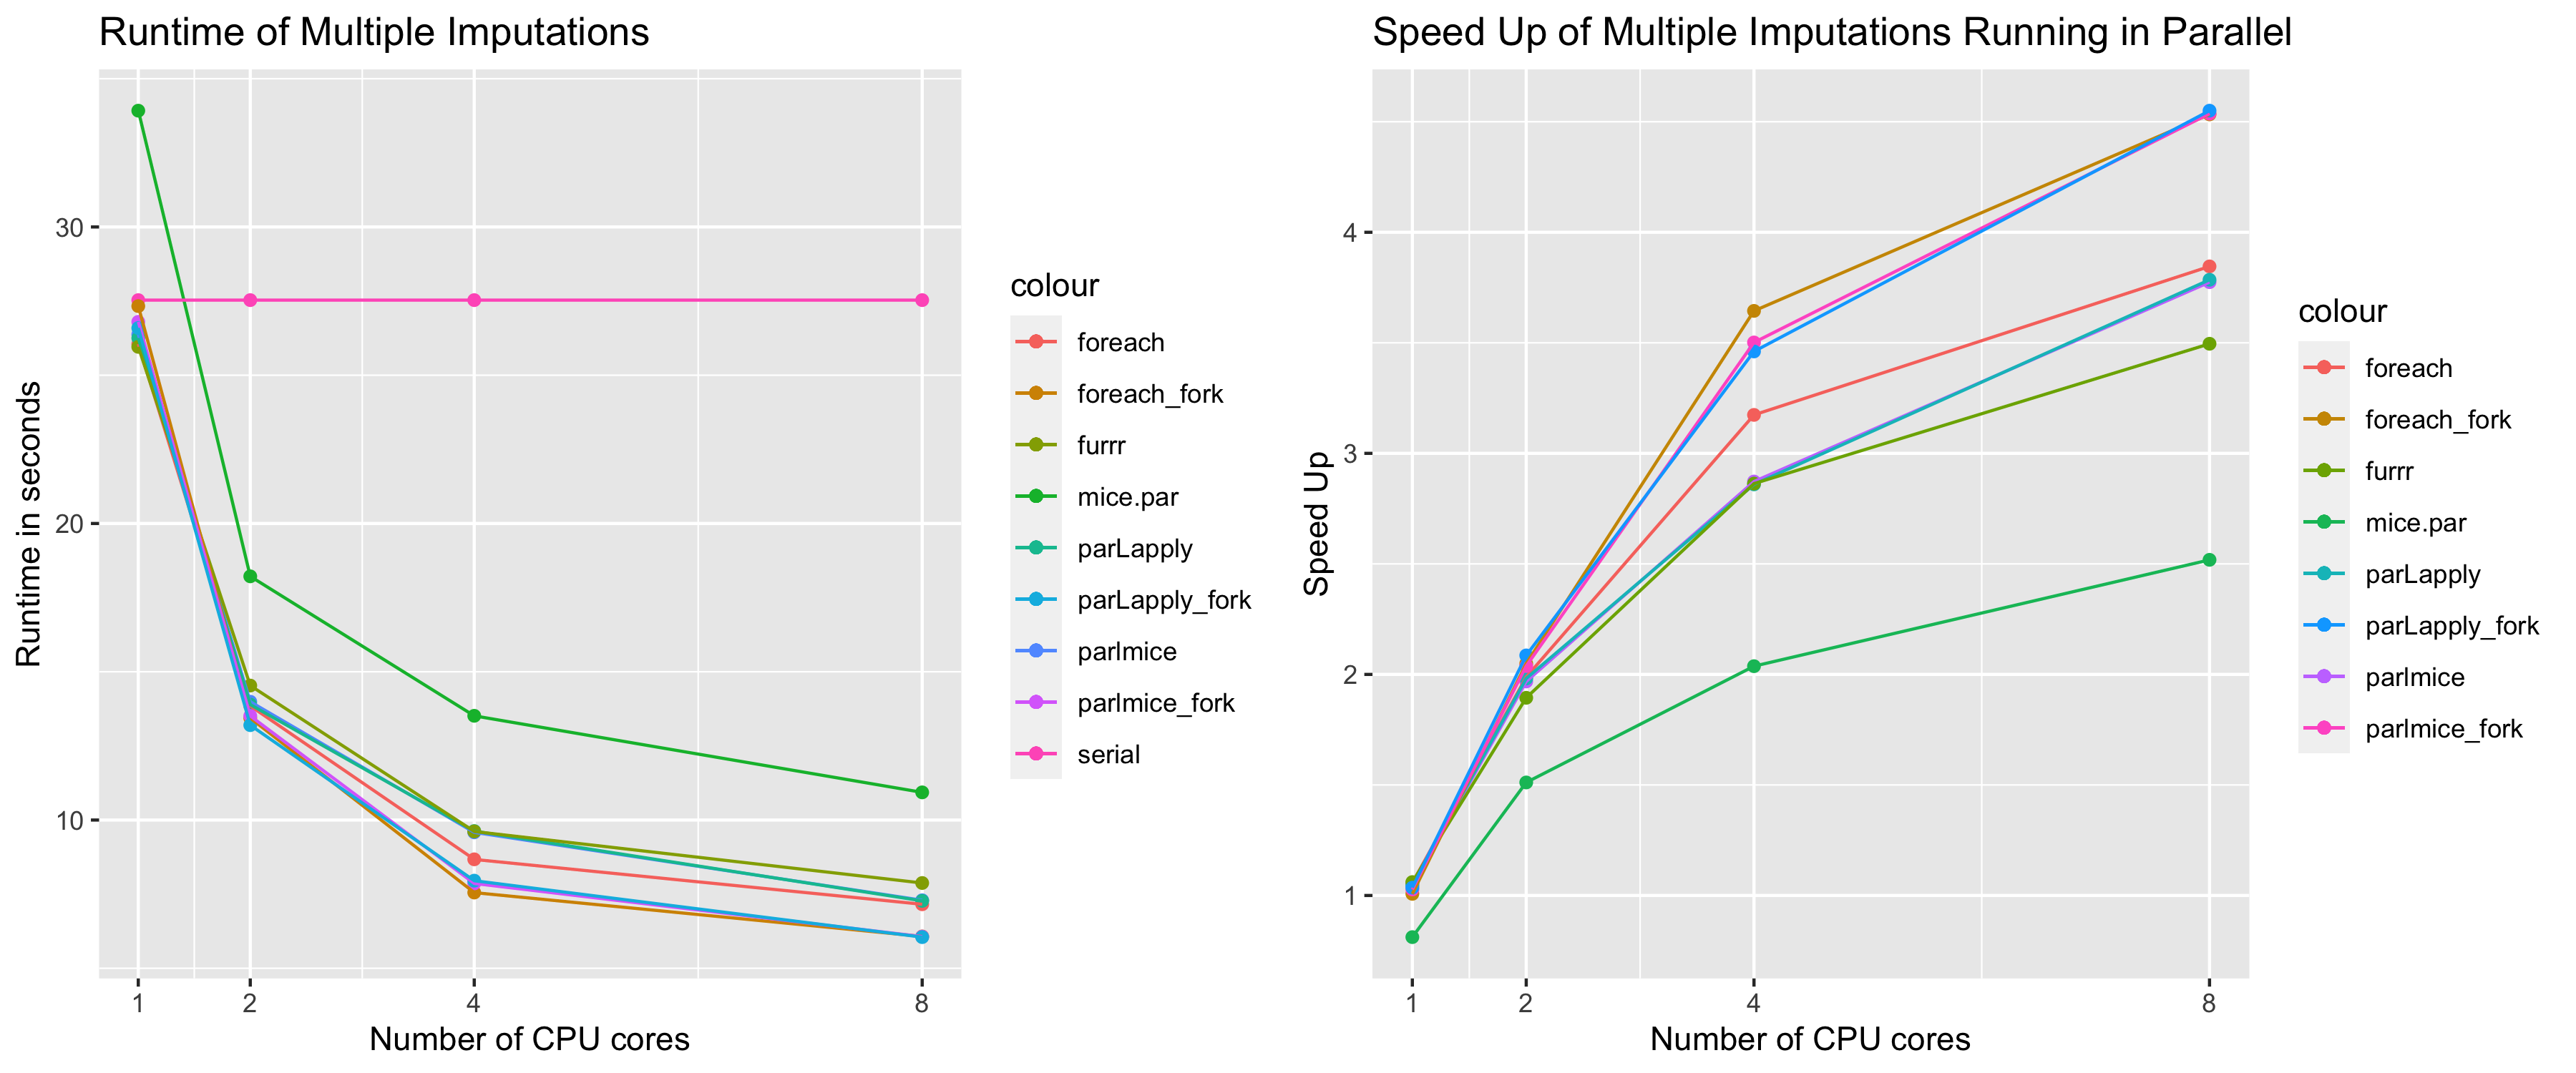 Runtime of Multiple Imputations
Runtime in seconds
30
20
10
1 2 4 8
Number of CPU cores
colour
foreach
foreach_fork
furrr
mice.par
parLapply
parLapply_fork
parlmice
parlmice_fork
serial
Speed Up of Multiple Imputations Running in Parallel
Speed Up
4
3
2
1
1 2 4 8
Number of CPU cores
colour
foreach
foreach_fork
furrr
mice.par
parLapply
parLapply_fork
parlmice
parlmice_fork